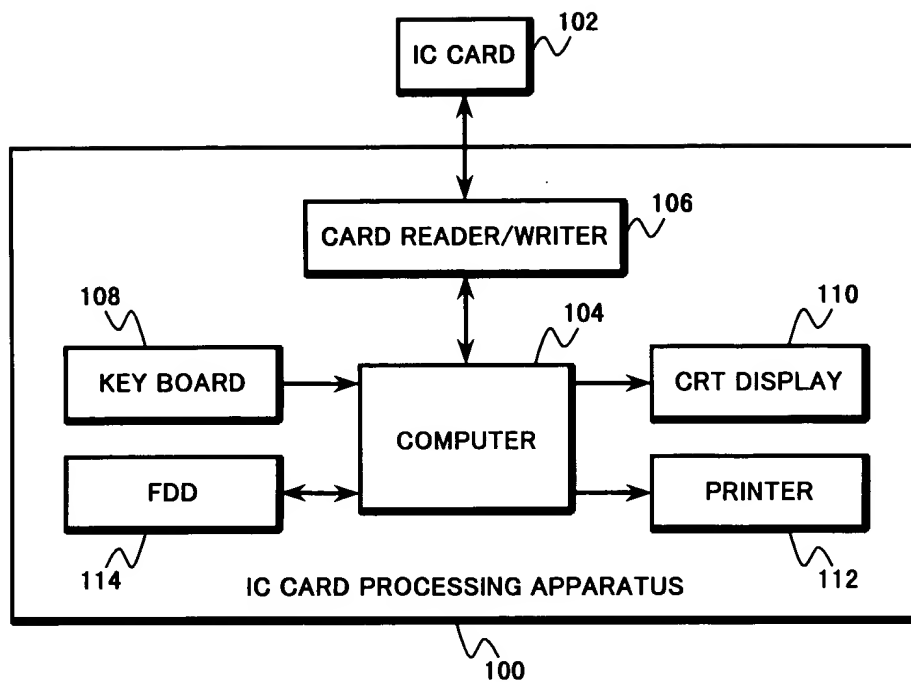 102
IC CARD
106
CARD READER/WRITER
108
104
110
KEY BOARD
CRT DISPLAY
COMPUTER
FDD
PRINTER
114
112
IC CARD PROCESSING APPARATUS
100